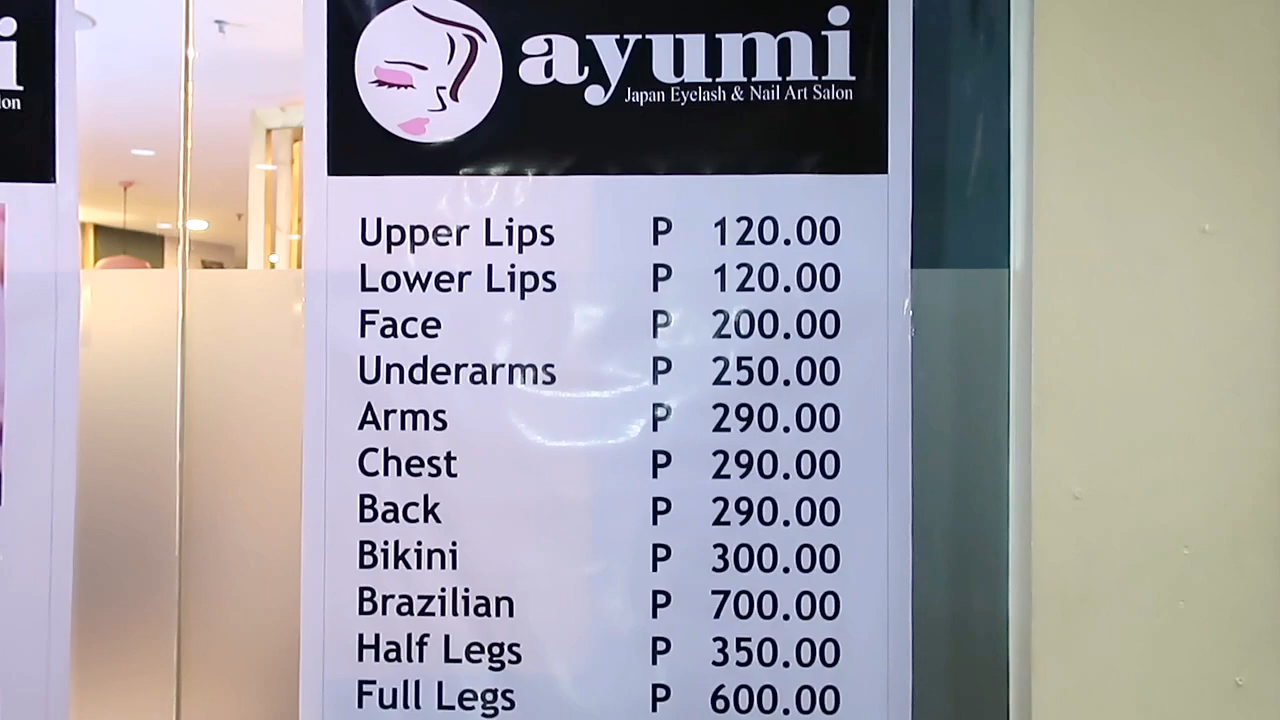 ayumi
Japan Eyelash & Nail Art Salon
Upper Lips P 120.00
Lower Lips P 120.00
Face P 200.00
Underarms P 250.00
Arms P 290.00
Chest P 290.00
Back P 290.00
Bikini P 300.00
Brazilian P 700.00
Half Legs P 350.00
Full Legs P 600.00